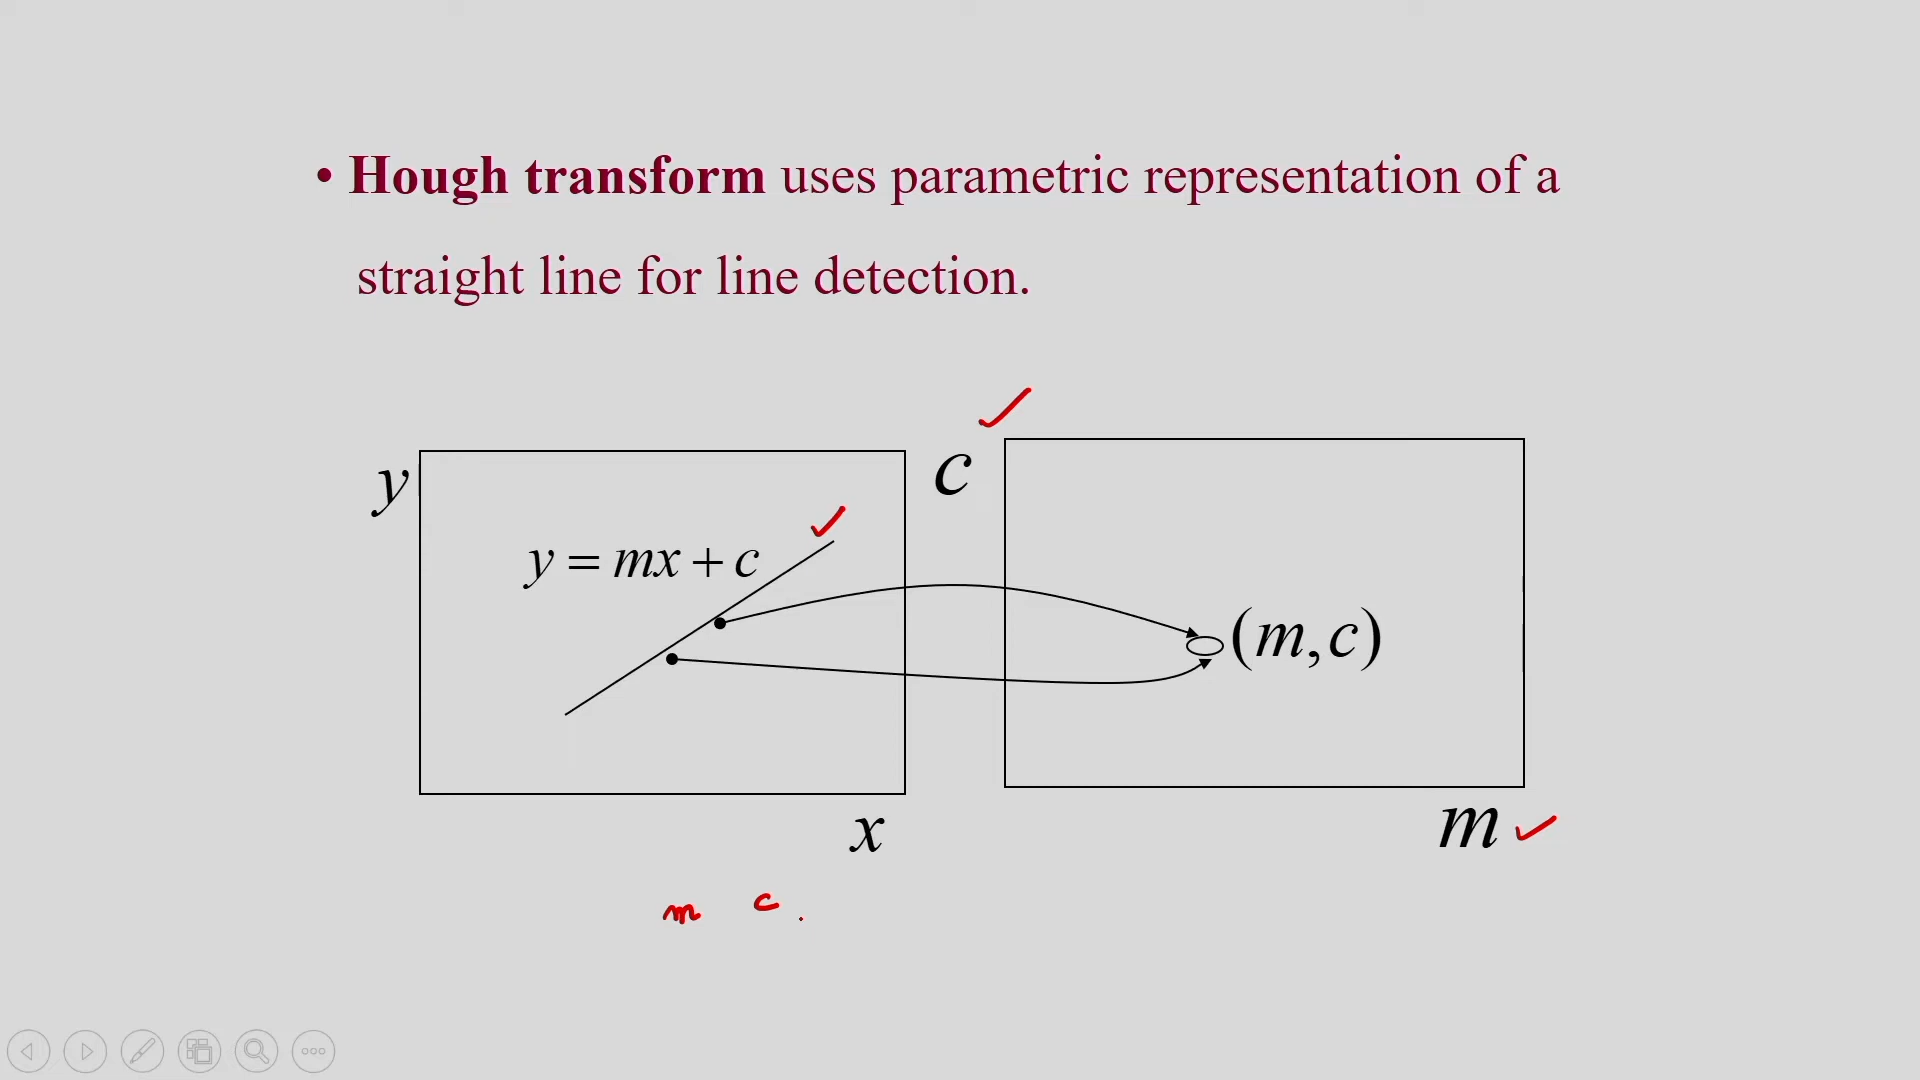 • Hough transform uses parametric representation of a
straight line for line detection.
y
c
y = mx + c
(m, c)
x
m
m c .